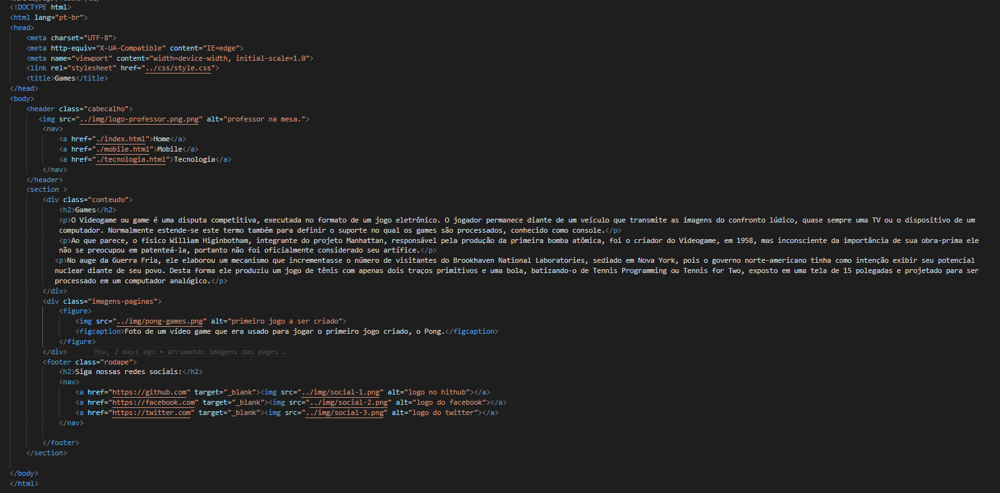 <!DOCTYPE html>
<html lang="pt-br">
<head>
    <meta charset="UTF-8">
    <meta http-equiv="X-UA-Compatible" content="IE=edge">
    <meta name="viewport" content="width=device-width, initial-scale=1.0">
    <link rel="stylesheet" href="../css/style.css">
    <title>Games</title>
</head>
<body>
    <header class="cabecalho">
       <img src="../img/logo-professor.png.png" alt="professor na mesa.">
        <nav>
            <a href="./index.html">Home</a>
            <a href="./mobile.html">Mobile</a>
            <a href="./tecnologia.html">Tecnologia</a>
        </nav>
    </header>
    <section >
        <div class="conteudo">
            <h2>Games</h2>
            <p>O Videogame ou game é uma disputa competitiva, executada no formato de um jogo eletrônico. O jogador permanece diante de um veículo que transmite as imagens do confronto lúdico, quase sempre uma TV ou o dispositivo de um
            computador. Normalmente estende-se este termo também para definir o suporte no qual os games são processados, conhecido como console.</p>
            <p>Ao que parece, o físico William Higinbotham, integrante do projeto Manhattan, responsável pela produção da primeira bomba atômica, foi o criador do Videogame, em 1958, mas inconsciente da importância de sua obra-prima ele
            não se preocupou em patenteá-la, portanto não foi oficialmente considerado seu artífice.</p>
           <p>No auge da Guerra Fria, ele elaborou um mecanismo que incrementasse o número de visitantes do Brookhaven National Laboratories, sediado em Nova York, pois o governo norte-americano tinha como intenção exibir seu potencial
           nuclear diante de seu povo. Desta forma ele produziu um jogo de tênis com apenas dois traços primitivos e uma bola, batizando-o de Tennis Programming ou Tennis for Two, exposto em uma tela de 15 polegadas e projetado para ser
           processado em um computador analógico.</p>
        </div>
        <div class="imagens-paginas">
            <figure>
                <img src="../img/pong-games.png" alt="primeiro jogo a ser criado">
                <figcaption>Foto de um vídeo game que era usado para jogar o primeiro jogo criado, o Pong.</figcaption>
            </figure>
        </div>      You, 2 days ago • arrumando imagens das pages …
        <footer class="rodape">
            <h2>Siga nossas redes sociais:</h2>
            <nav>
                <a href="https://github.com" target="_blank"><img src="../img/social-1.png" alt="logo no hithub"></a>
                <a href="https://facebook.com" target="_blank"><img src="../img/social-2.png" alt="logo do facebook"></a>
                <a href="https://twitter.com" target="_blank"><img src="../img/social-3.png" alt="logo do twitter"></a>
            </nav>
        </footer>
    </section>
</body>
</html>